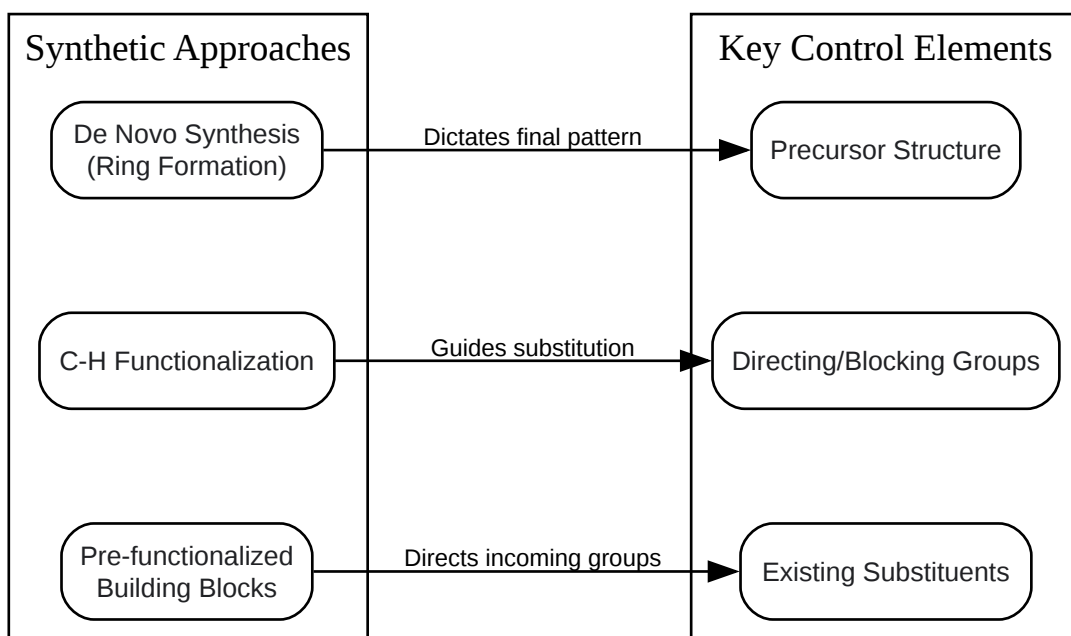 Synthetic Approaches
Key Control Elements
De Novo Synthesis
(Ring Formation)
Dictates final pattern
Precursor Structure
C-H Functionalization
Guides substitution
Directing/Blocking Groups
Pre-functionalized
Building Blocks
Directs incoming groups
Existing Substituents